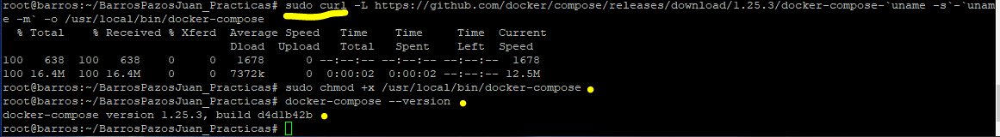 root@barros:~/BarrosPazosJuan_Practicas# sudo curl -L https://github.com/docker/compose/releases/download/1.25.3/docker-compose-`uname -s`-`unam
e -m` -o /usr/local/bin/docker-compose
% Total % Received % Xferd Average Speed Time Time Time Current
Dload Upload Total Spent Left Speed
100 638 100 638 0 0 1678 0 --:--:-- --:--:-- --:--:-- 1678
100 16.4M 100 16.4M 0 0 7372k 0 0:00:02 0:00:02 --:--:-- 12.5M
root@barros:~/BarrosPazosJuan_Practicas# sudo chmod +x /usr/local/bin/docker-compose
root@barros:~/BarrosPazosJuan_Practicas# docker-compose --version
docker-compose version 1.25.3, build d4d1b42b
root@barros:~/BarrosPazosJuan_Practicas#